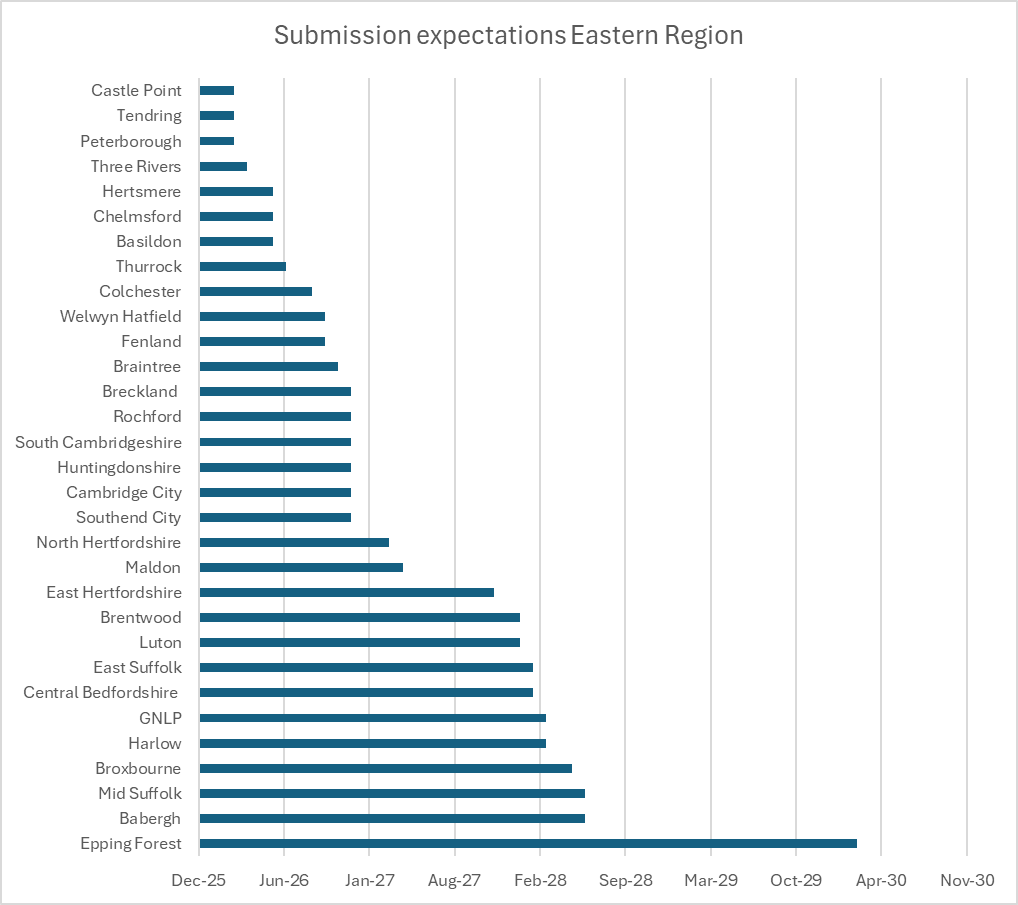 Submission expectations Eastern Region
Castle Point
Tendring
Peterborough
Three Rivers
Hertsmere
Chelmsford
Basildon
Thurrock
Colchester
Welwyn Hatfield
Fenland
Braintree
Breckland
Rochford
South Cambridgeshire
Huntingdonshire
Cambridge City
Southend City
North Hertfordshire
Maldon
East Hertfordshire
Brentwood
Luton
East Suffolk
Central Bedfordshire
GNLP
Harlow
Broxbourne
Mid Suffolk
Babergh
Epping Forest
Dec-25 Jun-26 Jan-27 Aug-27 Feb-28 Sep-28 Mar-29 Oct-29 Apr-30 Nov-30